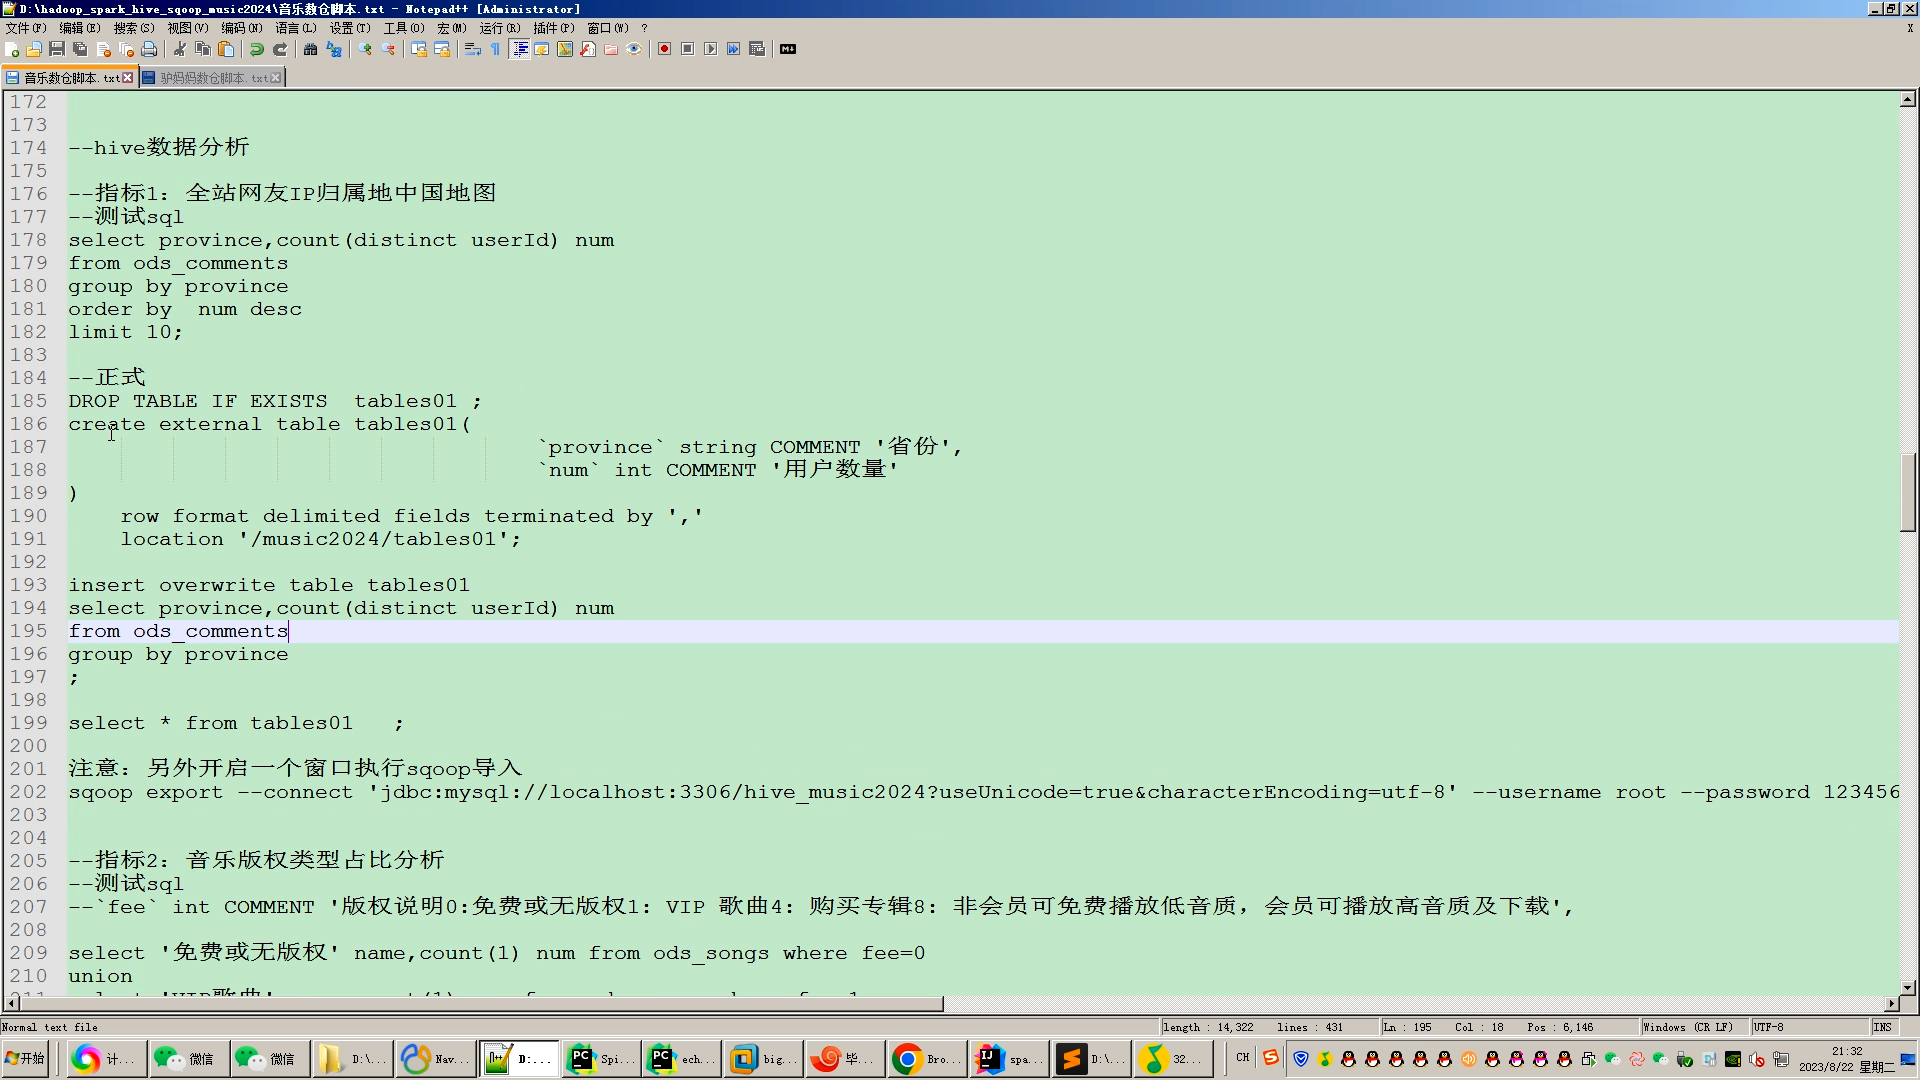 D:\hadoop_spark_hive_sqoop_music2024\音乐数仓脚本.txt - Notepad++ [Administrator]
文件(F) 编辑(E) 搜索(S) 视图(V) 编码(N) 语言(L) 设置(T) 工具(O) 宏(M) 运行(R) 插件(P) 窗口(W) ? X
音乐数仓脚本.txt 驴妈妈数仓脚本.txt
172
173
174 --hive数据分析
175
176 --指标1: 全站网友IP归属地中国地图
177 --测试sql
178 select province,count(distinct userId) num
179 from ods_comments
180 group by province
181 order by  num desc
182 limit 10;
183
184 --正式
185 DROP TABLE IF EXISTS  tables01 ;
186 create external table tables01(
187 `province` string COMMENT '省份',
188 `num` int COMMENT '用户数量'
189 )
190 row format delimited fields terminated by ','
191 location '/music2024/tables01';
192
193 insert overwrite table tables01
194 select province,count(distinct userId) num
195 from ods_comments
196 group by province
197 ;
198
199 select * from tables01   ;
200
201 注意: 另外开启一个窗口执行sqoop导入
202 sqoop export --connect 'jdbc:mysql://localhost:3306/hive_music2024?useUnicode=true&characterEncoding=utf-8' --username root --password 123456
203
204
205 --指标2: 音乐版权类型占比分析
206 --测试sql
207 --`fee` int COMMENT '版权说明0:免费或无版权1: VIP 歌曲4: 购买专辑8: 非会员可免费播放低音质，会员可播放高音质及下载',
208
209 select '免费或无版权' name,count(1) num from ods_songs where fee=0
210 union
Normal text file length : 14,322 lines : 431 Ln : 195 Col : 18 Pos : 6,146 Windows (CR LF) UTF-8 INS
开始 计... 微信 微信 D:\... Nav... D:... Spi... ech... big... 毕... Bro... spa... D:\... 32... CH 21:32
2023/8/22 星期二